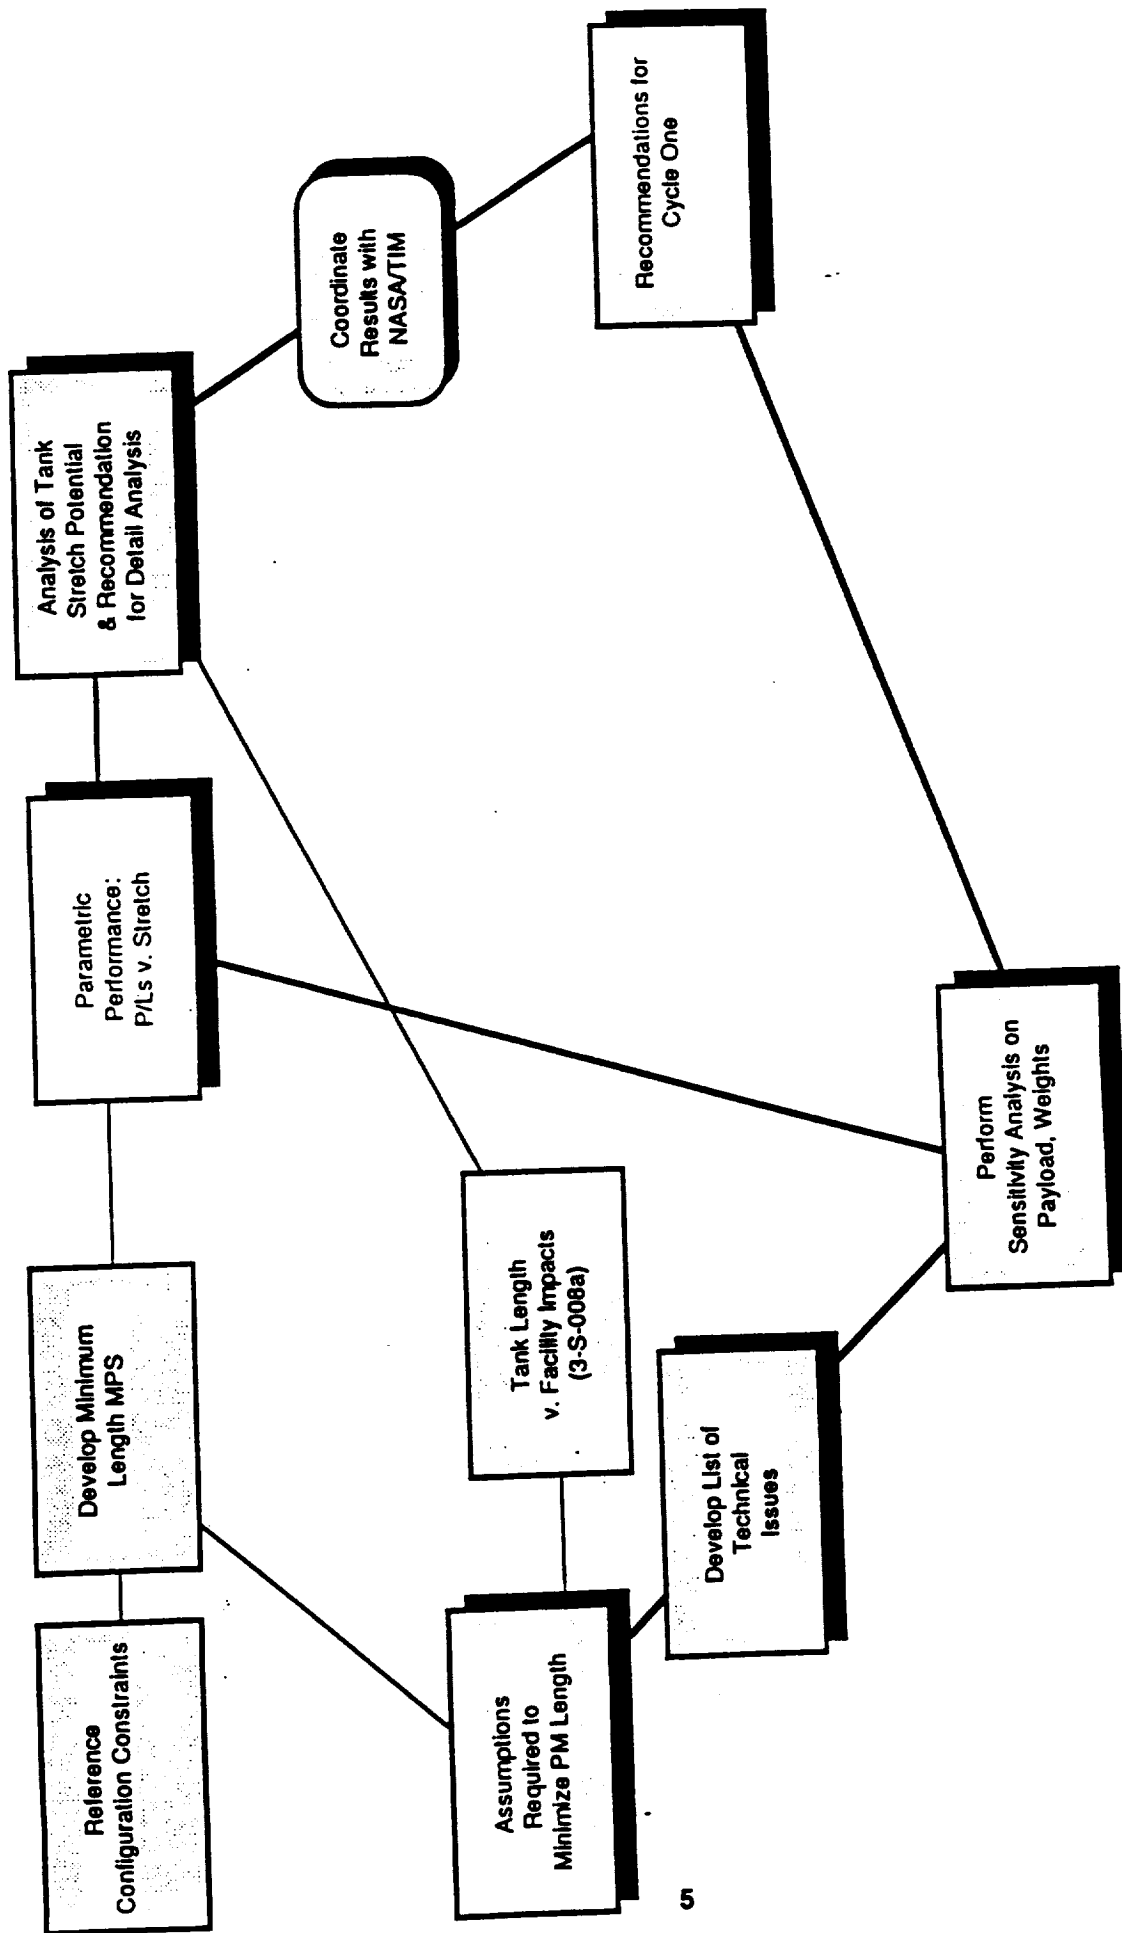 Reference
Configuration Constraints
Develop Minimum
Length MPS
Parametric
Performance:
P/Ls v. Stretch
Analysis of Tank
Stretch Potential
& Recommendation
for Detail Analysis
Assumptions
Required to
Minimize PM Length
Tank Length
v. Facility Impacts
(3-S-008a)
Coordinate
Results with
NASA/TIM
Develop List of
Technical
Issues
Perform
Sensitivity Analysis on
Payload, Weights
Recommendations for
Cycle One
5